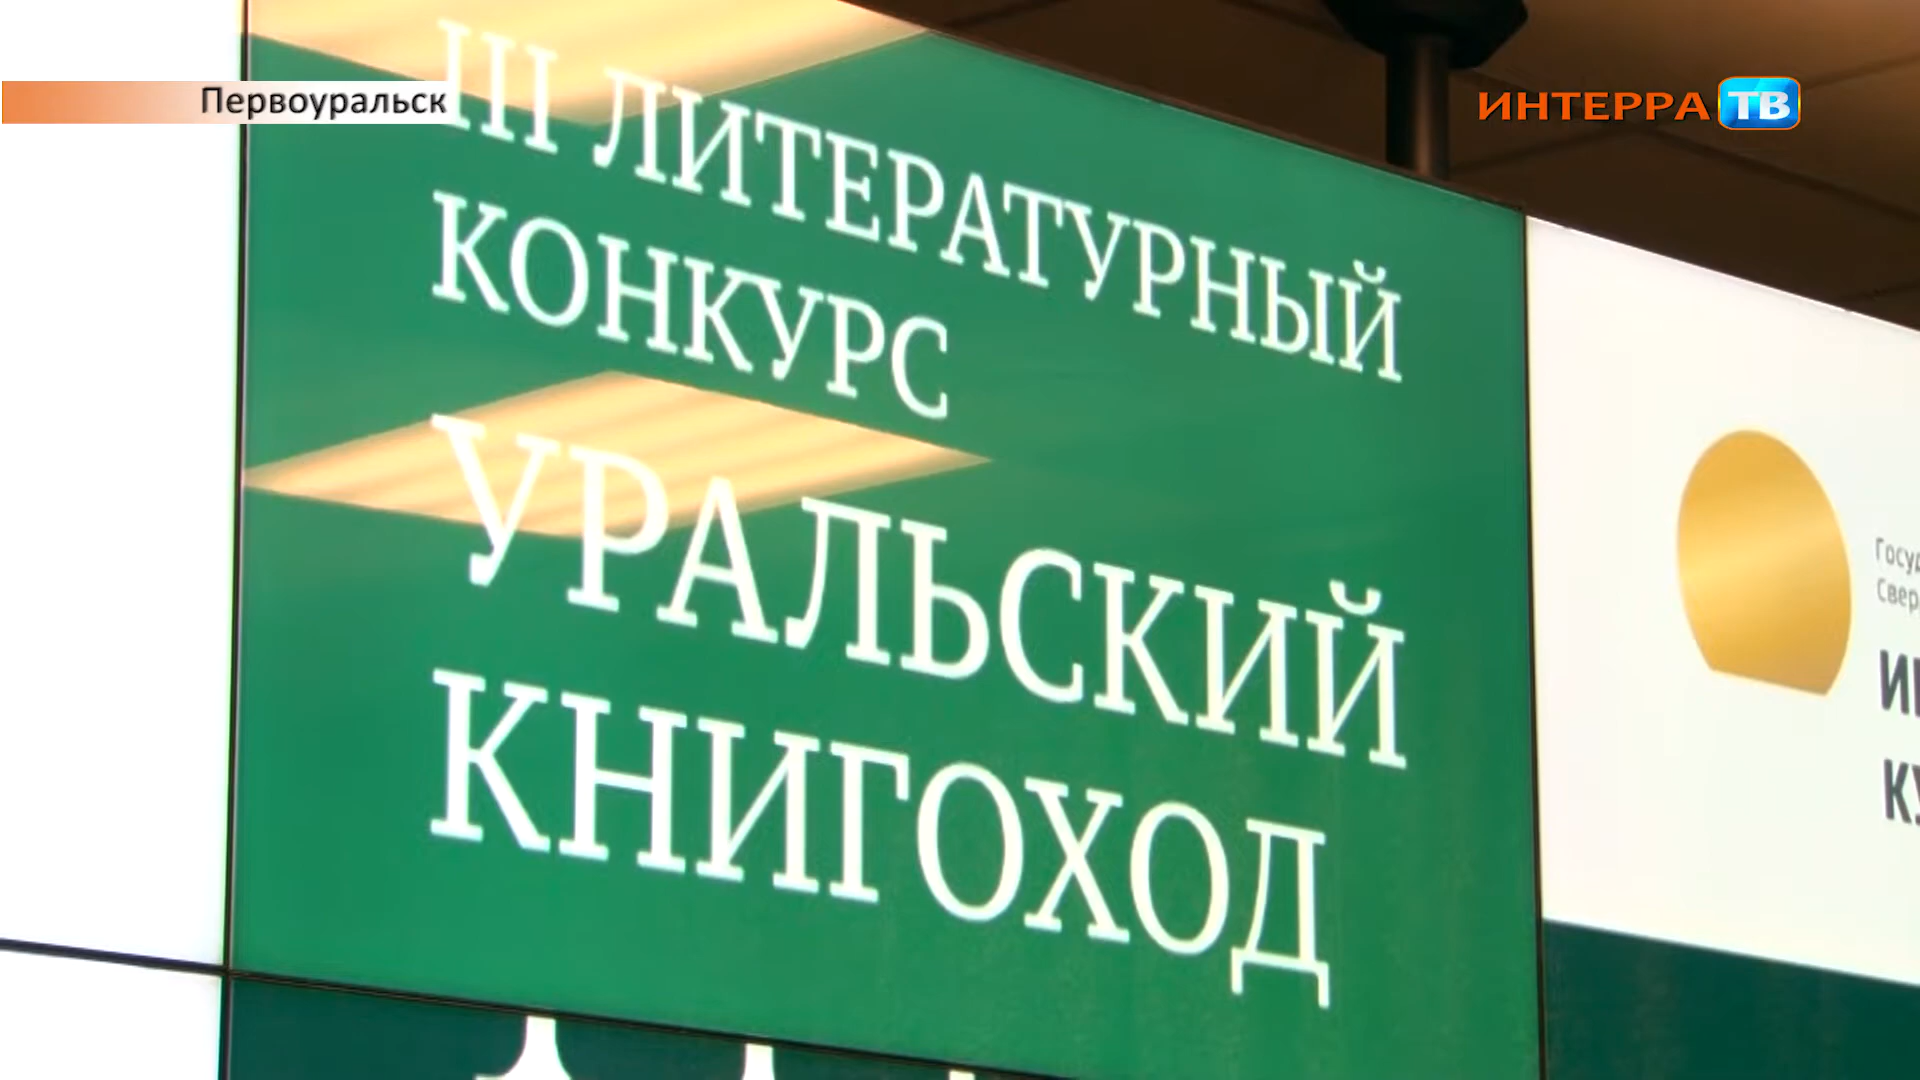 Первоуральск
ИНТЕРРА ТВ
III ЛИТЕРАТУРНЫЙ
КОНКУРС
УРАЛЬСКИЙ
КНИГОХОД